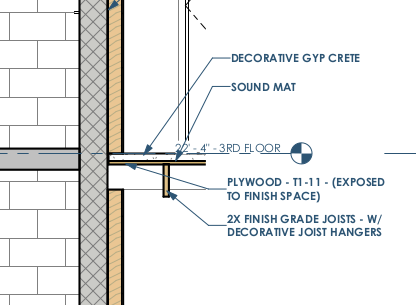 DECORATIVE GYP CRETE
SOUND MAT
22' - 4" - 3RD FLOOR
PLYWOOD - T1-11 - (EXPOSED
TO FINISH SPACE)
2X FINISH GRADE JOISTS - W/
DECORATIVE JOIST HANGERS